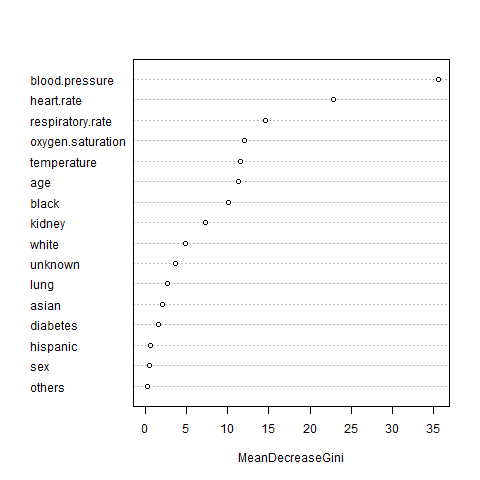 blood.pressure
heart.rate
respiratory.rate
oxygen.saturation
temperature
age
black
kidney
white
unknown
lung
asian
diabetes
hispanic
sex
others
0 5 10 15 20 25 30 35
MeanDecreaseGini